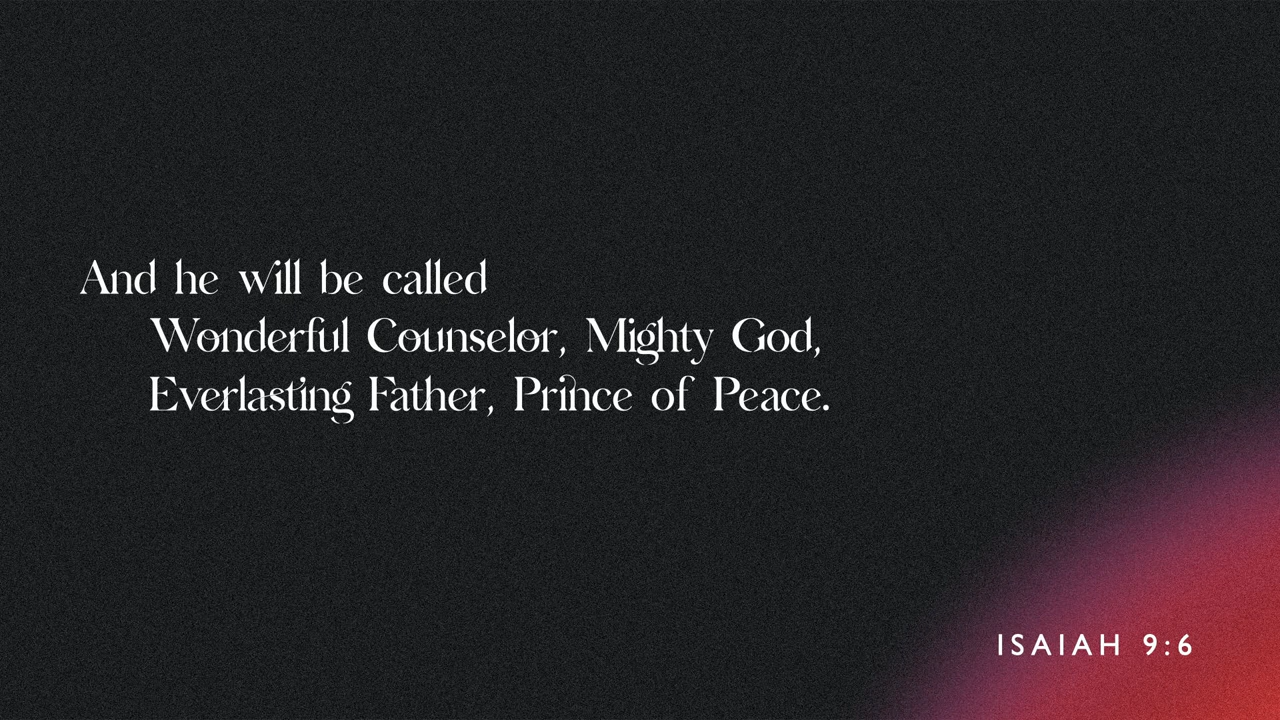 And he will be called
Wonderful Counselor, Mighty God,
Everlasting Father, Prince of Peace.
ISAIAH 9:6